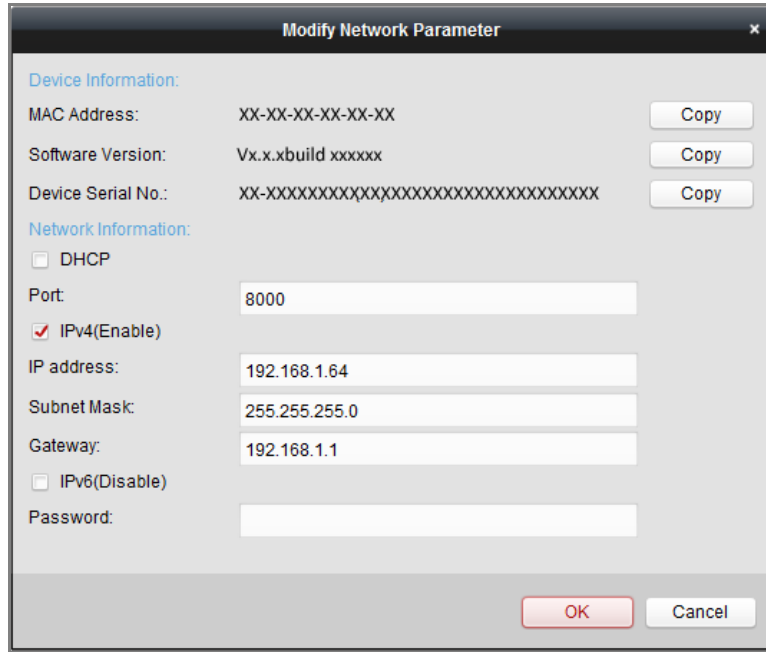 Modify Network Parameter ×
Device Information:
MAC Address: XX-XX-XX-XX-XX-XX Copy
Software Version: Vx.x.xbuild xxxxxx Copy
Device Serial No.: XX-XXXXXXXXXXXXXXXXXXXXXXXXXXXXXXXX Copy
Network Information:
DHCP
Port: 8000
IPv4(Enable)
IP address: 192.168.1.64
Subnet Mask: 255.255.255.0
Gateway: 192.168.1.1
IPv6(Disable)
Password:
OK Cancel